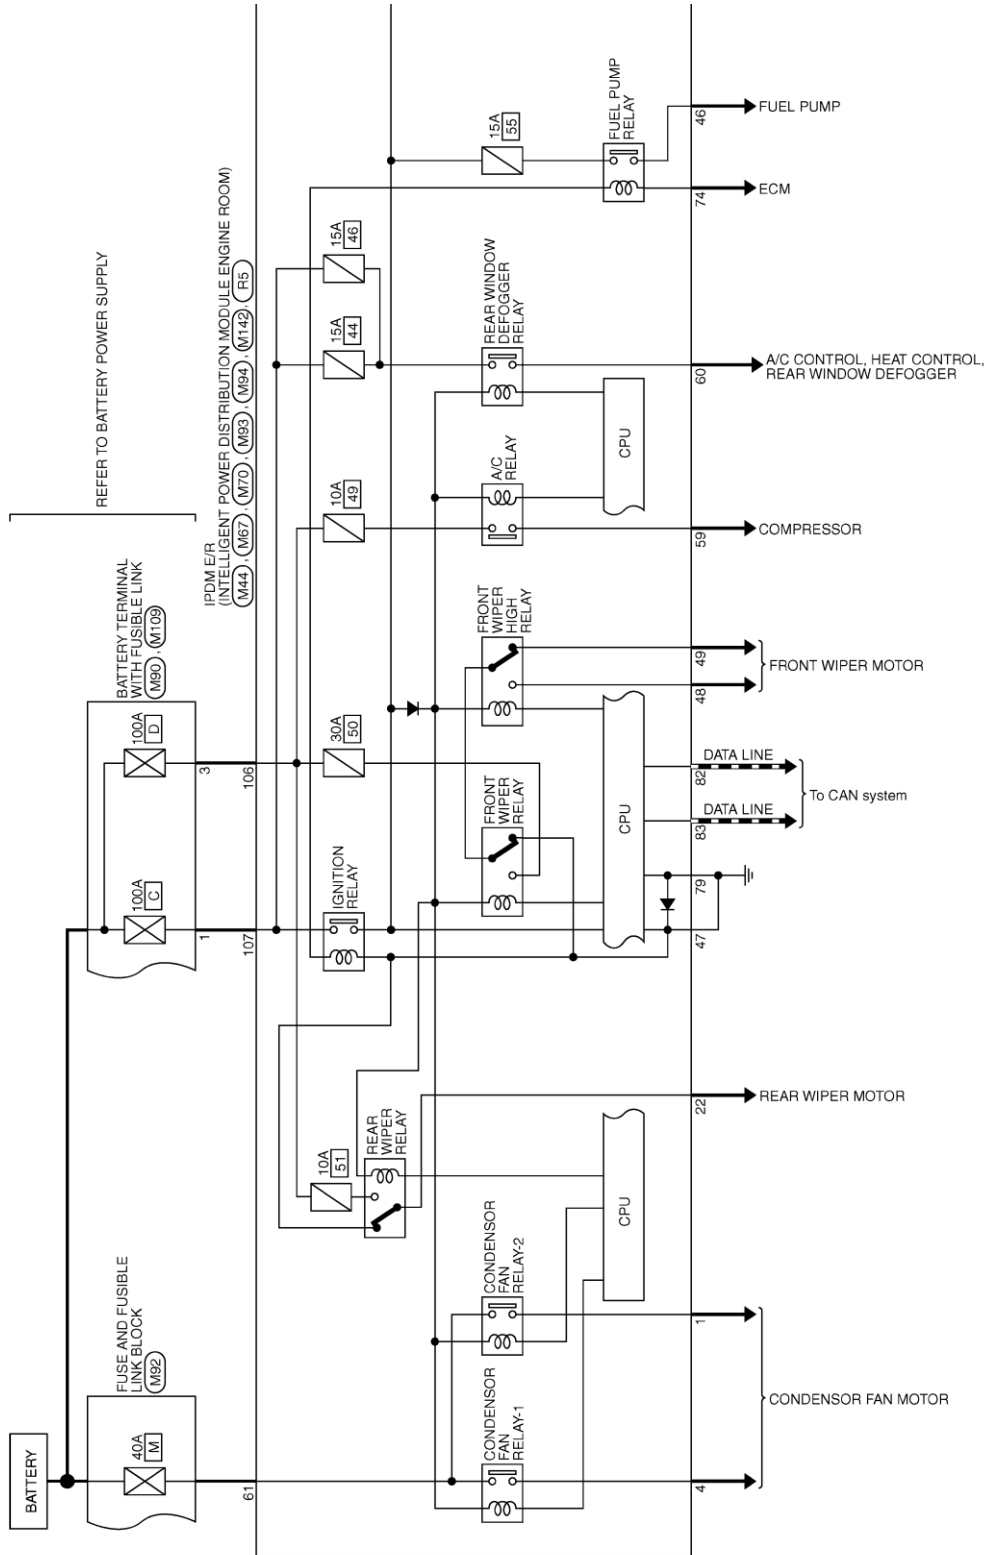 REFER TO BATTERY POWER SUPPLY
BATTERY
FUSE AND FUSIBLE
LINK BLOCK
M92
40A
M
61
BATTERY TERMINAL
WITH FUSIBLE LINK
M90 , M109
100A
C
100A
D
1
3
107
106
IPDM E/R
(INTELLIGENT POWER DISTRIBUTION MODULE ENGINE ROOM)
M44 , M67 , M70 , M93 , M94 , M142 , R5
10A
51
REAR
WIPER
RELAY
IGNITION
RELAY
30A
50
10A
49
15A
44
15A
46
15A
55
CONDENSOR
FAN
RELAY-1
CONDENSOR
FAN
RELAY-2
FRONT
WIPER
RELAY
FRONT
WIPER
HIGH
RELAY
A/C
RELAY
REAR WINDOW
DEFOGGER
RELAY
FUEL PUMP
RELAY
CPU
CPU
CPU
46
FUEL PUMP
74
ECM
60
A/C CONTROL, HEAT CONTROL,
REAR WINDOW DEFOGGER
59
COMPRESSOR
49
48
FRONT WIPER MOTOR
DATA LINE
82
DATA LINE
83
To CAN system
79
47
22
REAR WIPER MOTOR
1
4
CONDENSOR FAN MOTOR